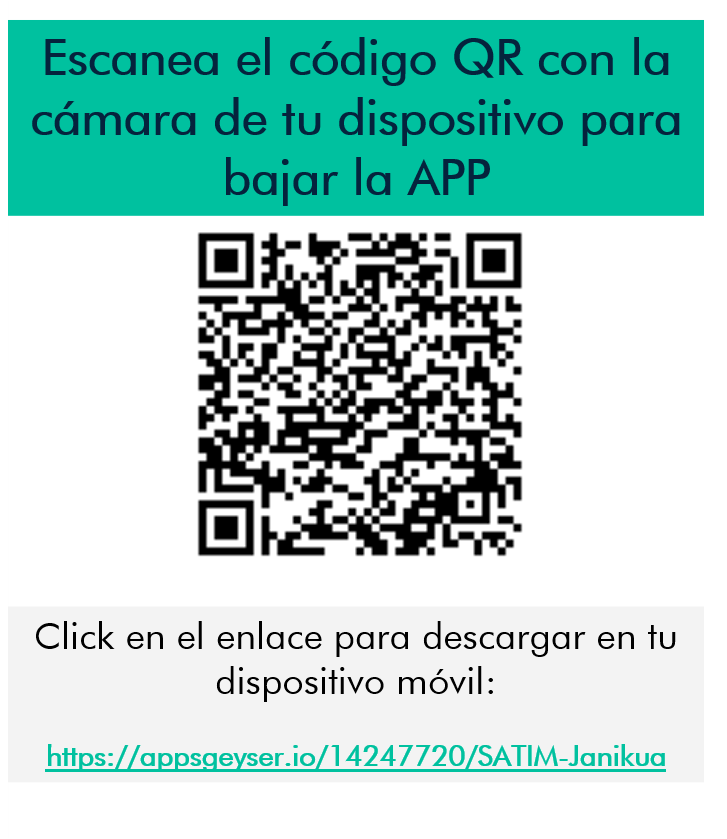 Escanea el código QR con la
cámara de tu dispositivo para
bajar la APP
Click en el enlace para descargar en tu
dispositivo móvil:
https://appsgeyser.io/14247720/SATIM-Janikua